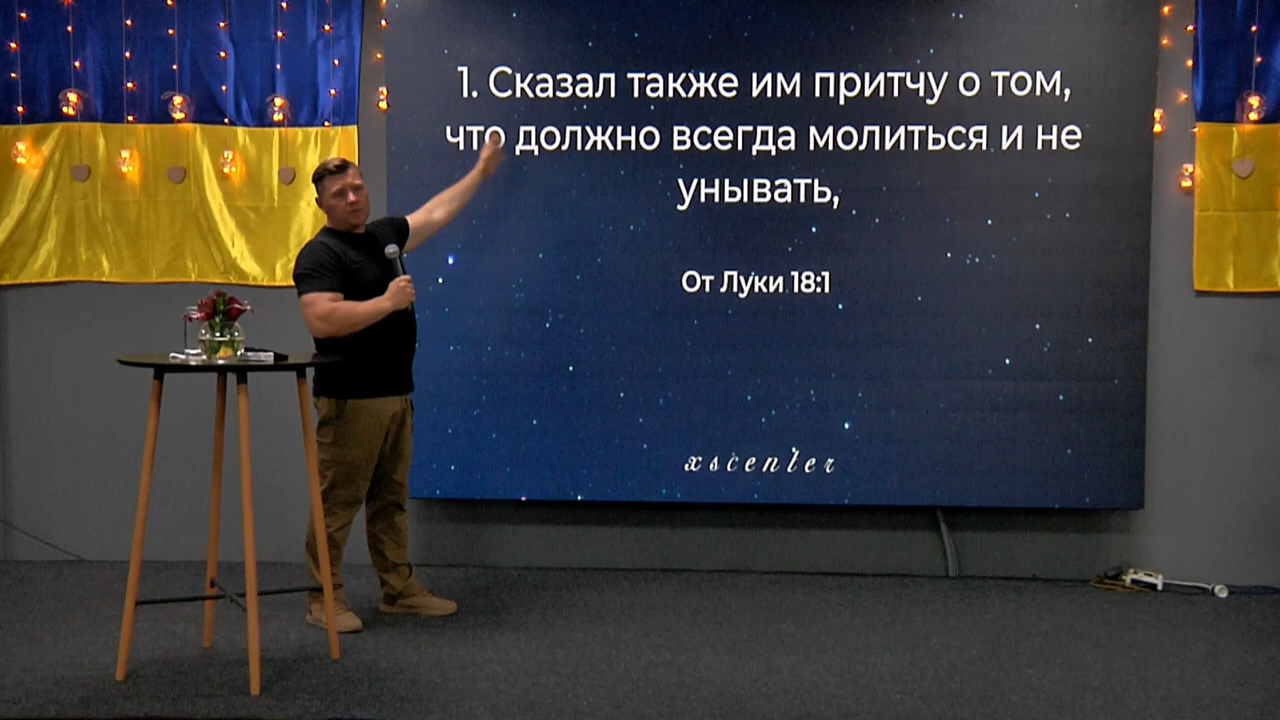 1. Сказал также им притчу о том,
что должно всегда молиться и не
унывать,
От Луки 18:1
xscenter